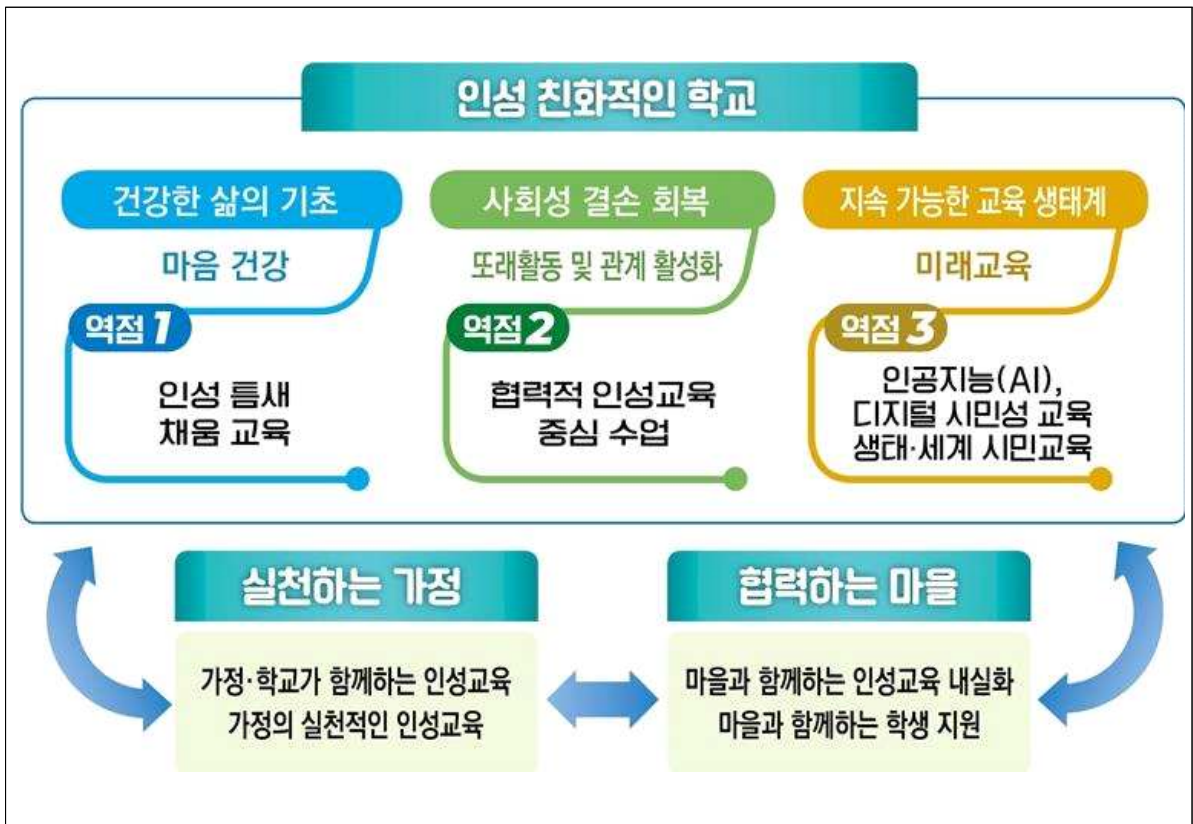 인성 친화적인 학교
건강한 삶의 기초
마음 건강
역점 1
인성 틈새
채움 교육
사회성 결손 회복
또래활동 및 관계 활성화
역점 2
협력적 인성교육
중심 수업
지속 가능한 교육 생태계
미래교육
역점 3
인공지능(AI),
디지털 시민성 교육
생태·세계 시민교육
실천하는 가정
가정·학교가 함께하는 인성교육
가정의 실천적인 인성교육
협력하는 마을
마을과 함께하는 인성교육 내실화
마을과 함께하는 학생 지원